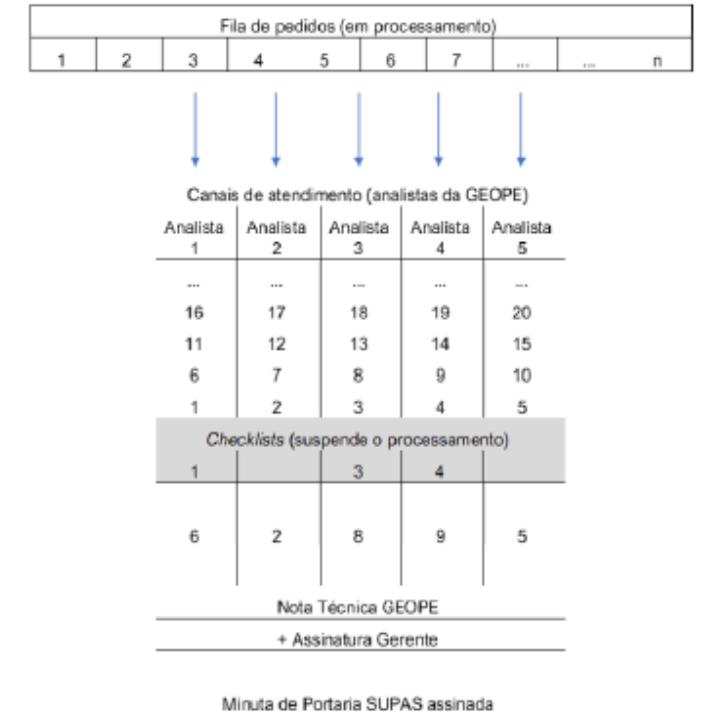 Fila de pedidos (em processamento)
1 2 3 4 5 6 7 ... ... n
Canais de atendimento (analistas da GEOPE)
Analista Analista Analista Analista Analista
1 2 3 4 5
... ... ... ... ...
16 17 18 19 20
11 12 13 14 15
6 7 8 9 10
1 2 3 4 5
Checklists (suspende o processamento)
1 3 4
6 2 8 9 5
Nota Técnica GEOPE
+ Assinatura Gerente
Minuta de Portaria SUPAS assinada